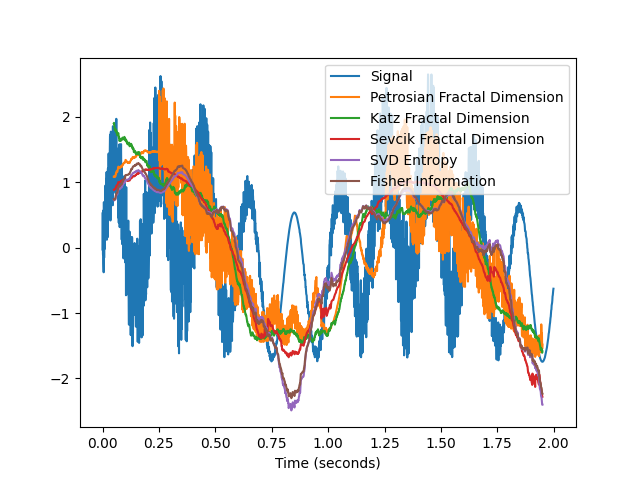 Signal
Petrosian Fractal Dimension
Katz Fractal Dimension
Sevcik Fractal Dimension
SVD Entropy
Fisher Information
2
1
0
−1
−2
0.00 0.25 0.50 0.75 1.00 1.25 1.50 1.75 2.00
Time (seconds)